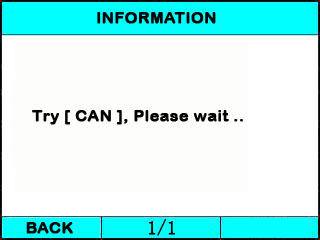 INFORMATION
Try [ CAN ], Please wait ..
BACK 1/1